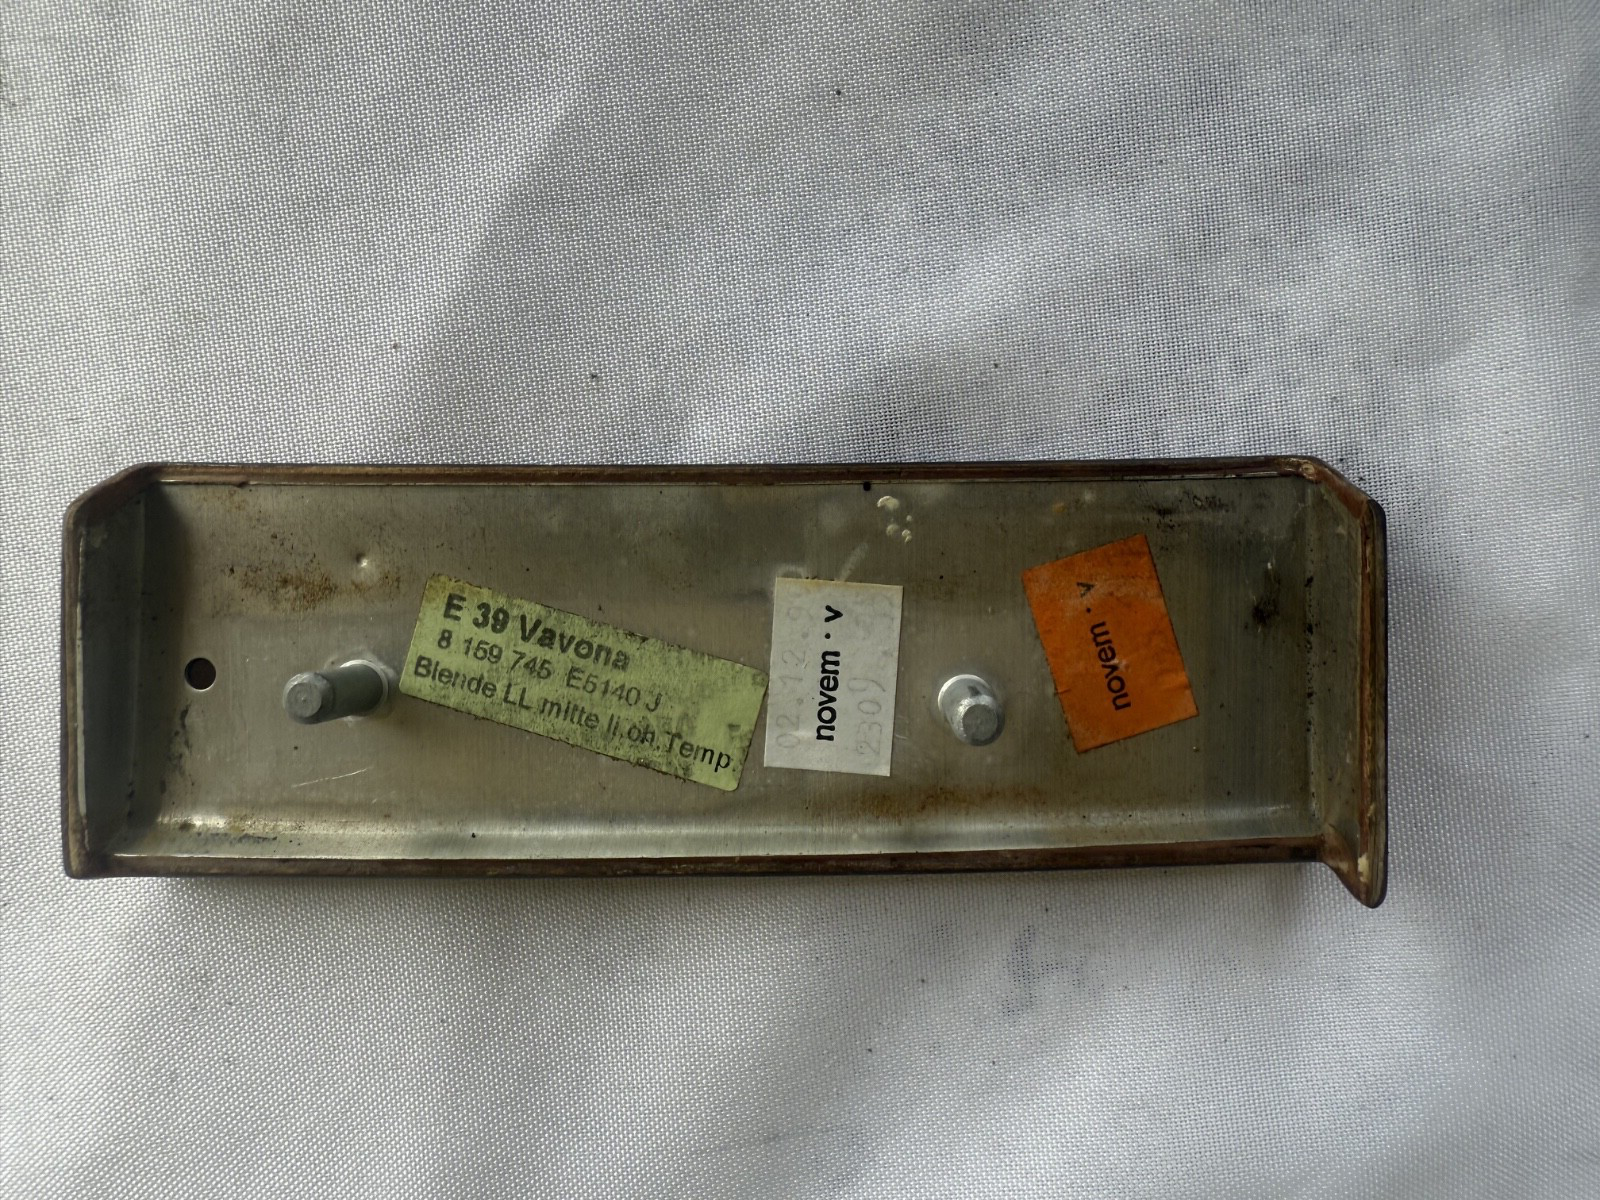 E 39 Vavona
8 159 745 E5140 J
Blende LL mitte li.oh.Temp.
novem · v
novem · v